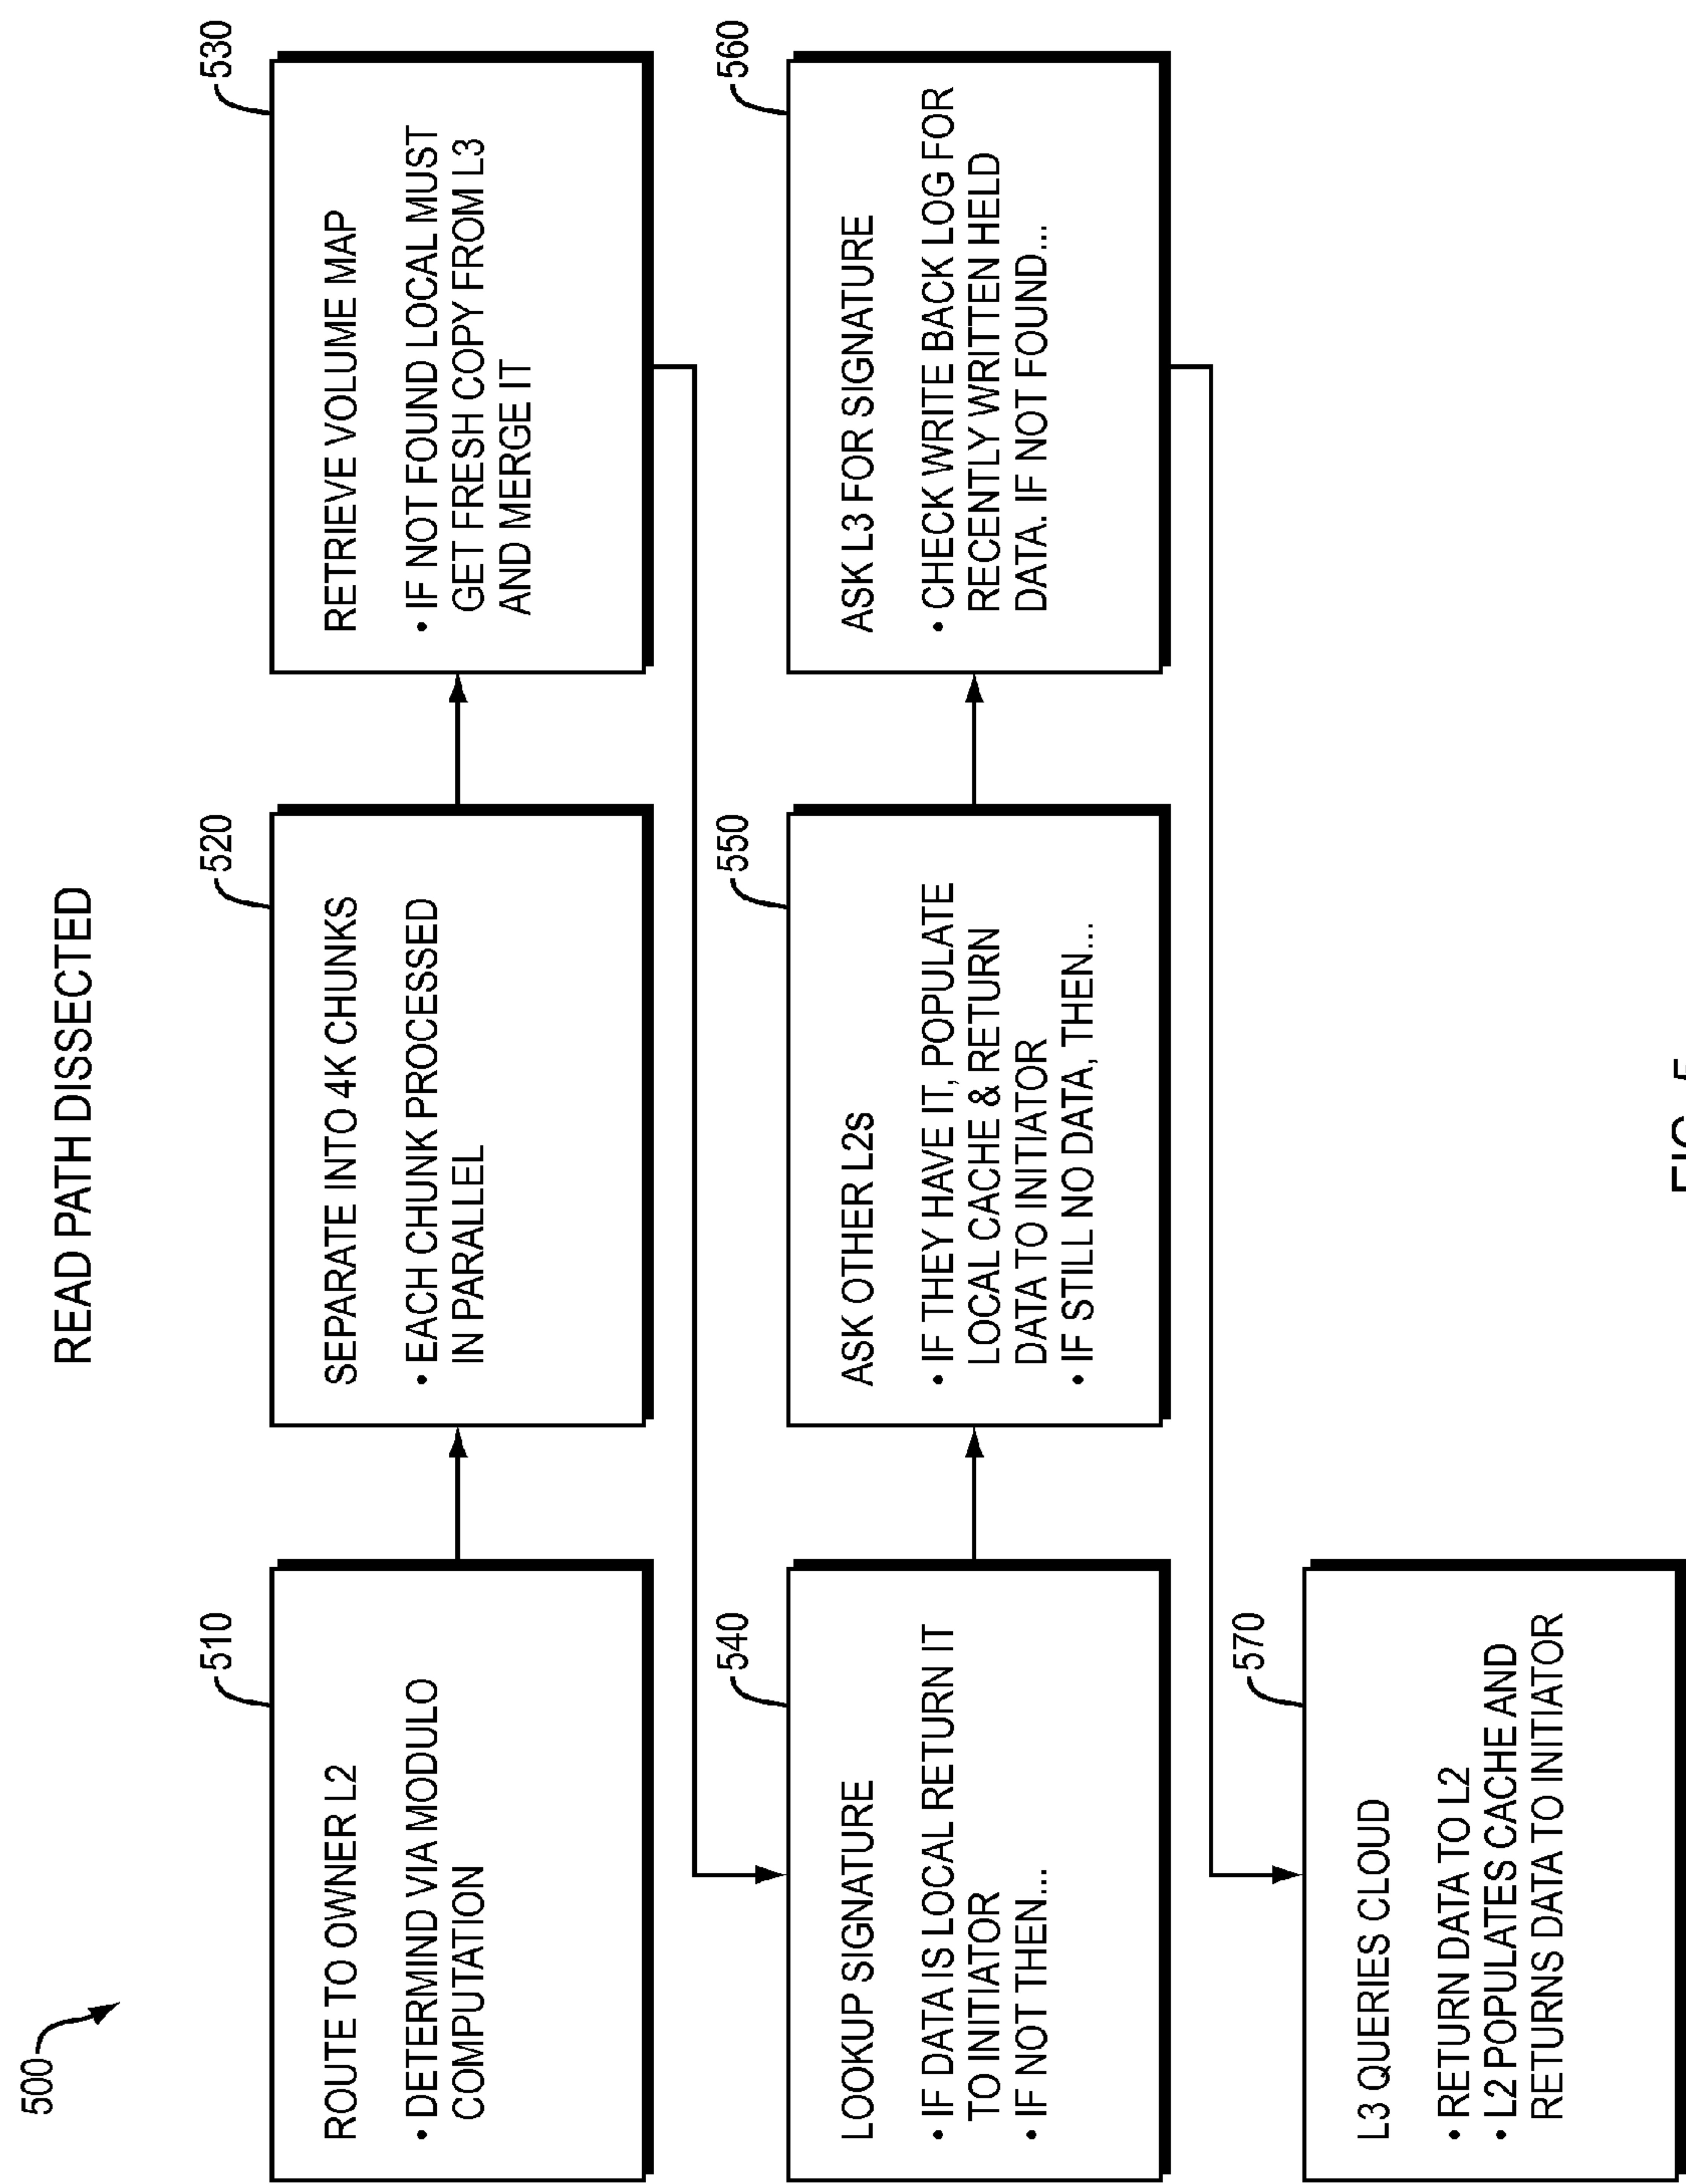 READ PATH DISSECTED
500
510
ROUTE TO OWNER L2
• DETERMIND VIA MODULO
COMPUTATION
520
SEPARATE INTO 4K CHUNKS
• EACH CHUNK PROCESSED
IN PARALLEL
530
RETRIEVE VOLUME MAP
• IF NOT FOUND LOCAL MUST
GET FRESH COPY FROM L3
AND MERGE IT
540
LOOKUP SIGNATURE
• IF DATA IS LOCAL RETURN IT
TO INITIATOR
• IF NOT THEN...
550
ASK OTHER L2S
• IF THEY HAVE IT, POPULATE
LOCAL CACHE & RETURN
DATA TO INITIATOR
• IF STILL NO DATA, THEN...
560
ASK L3 FOR SIGNATURE
• CHECK WRITE BACK LOG FOR
RECENTLY WRITTEN HELD
DATA. IF NOT FOUND...
570
L3 QUERIES CLOUD
• RETURN DATA TO L2
• L2 POPULATES CACHE AND
RETURNS DATA TO INITIATOR
FIG. 5